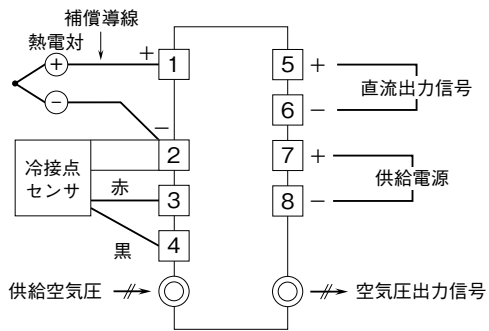 補償導線
熱電対
+
−
+
−
1
2
3
4
冷接点
センサ
赤
黒
供給空気圧
5
+
6
−
直流出力信号
7
+
8
−
供給電源
空気圧出力信号